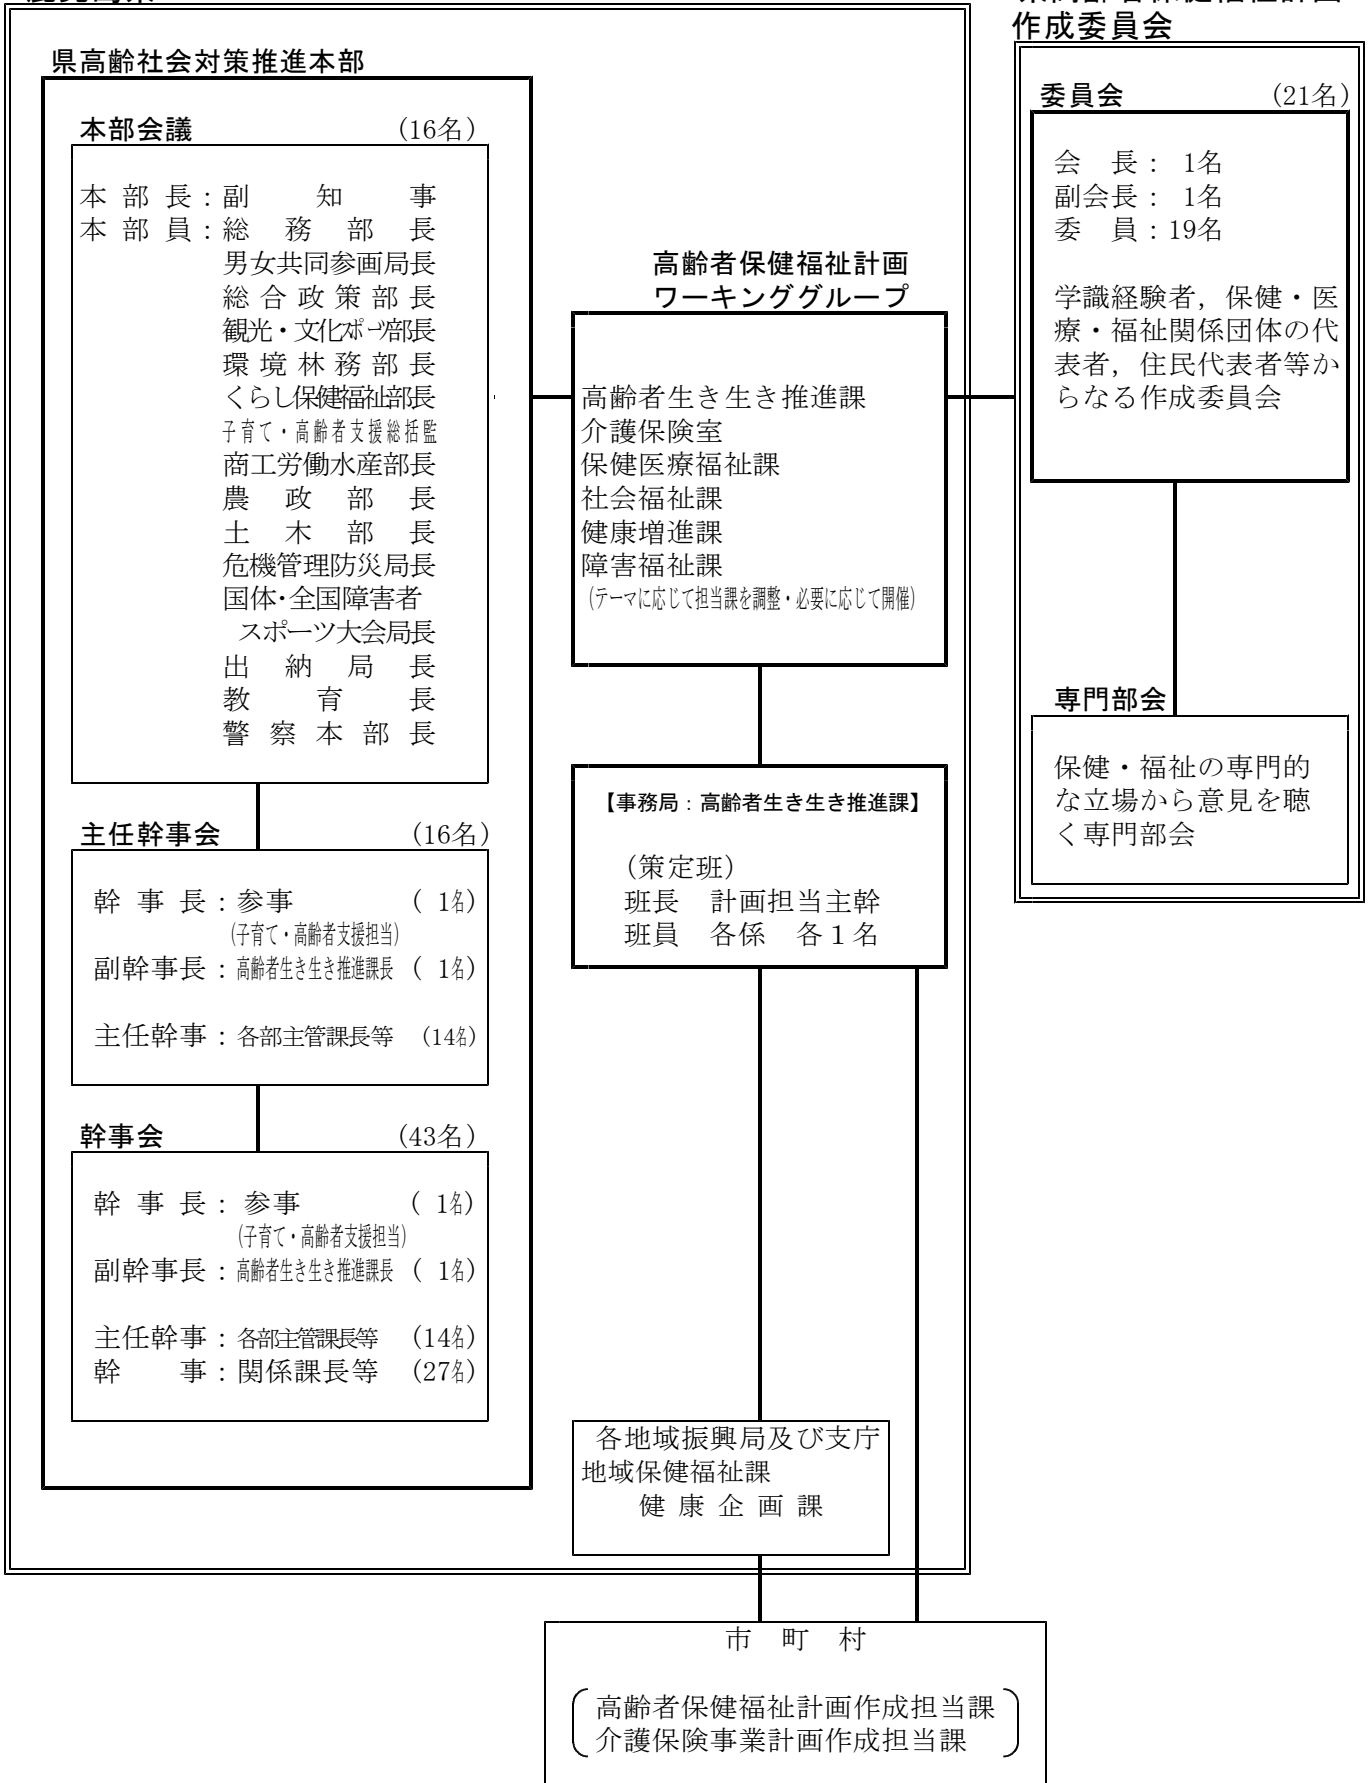 作成委員会
県高齢社会対策推進本部
本部会議 (16名)
本部長：副知事
本部員：総務部長
男女共同参画局長
総合政策部長
観光・文化スポーツ部長
環境林務部長
くらし保健福祉部長
子育て・高齢者支援総括監
商工労働水産部長
農政部長
土木部長
危機管理防災局長
国体・全国障害者
スポーツ大会局長
出納局長
教育長
警察本部長
主任幹事会 (16名)
幹事長：参事 ( 1名)
(子育て・高齢者支援担当)
副幹事長：高齢者生き生き推進課長 ( 1名)
主任幹事：各部主管課長等 (14名)
幹事会 (43名)
幹事長：参事 ( 1名)
(子育て・高齢者支援担当)
副幹事長：高齢者生き生き推進課長 ( 1名)
主任幹事：各部主管課長等 (14名)
幹事：関係課長等 (27名)
高齢者保健福祉計画
ワーキンググループ
高齢者生き生き推進課
介護保険室
保健医療福祉課
社会福祉課
健康増進課
障害福祉課
(テーマに応じて担当課を調整・必要に応じて開催)
【事務局：高齢者生き生き推進課】
(策定班)
班長 計画担当主幹
班員 各係 各１名
各地域振興局及び支庁
地域保健福祉課
健康企画課
市町村
高齢者保健福祉計画作成担当課
介護保険事業計画作成担当課
委員会 (21名)
会長： 1名
副会長： 1名
委員：19名
学識経験者，保健・医
療・福祉関係団体の代
表者，住民代表者等か
らなる作成委員会
専門部会
保健・福祉の専門的
な立場から意見を聴
く専門部会